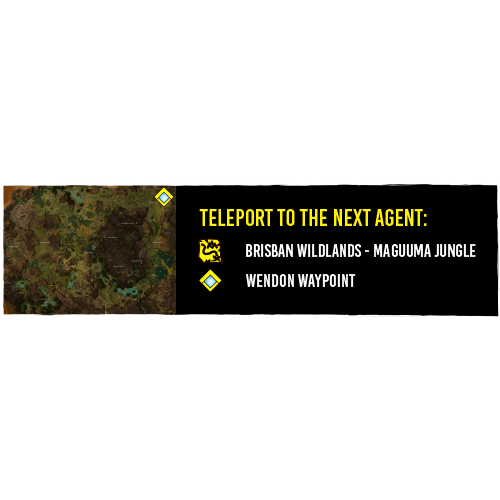 TELEPORT TO THE NEXT AGENT:
BRISBAN WILDLANDS - MAGUUMA JUNGLE
WENDON WAYPOINT